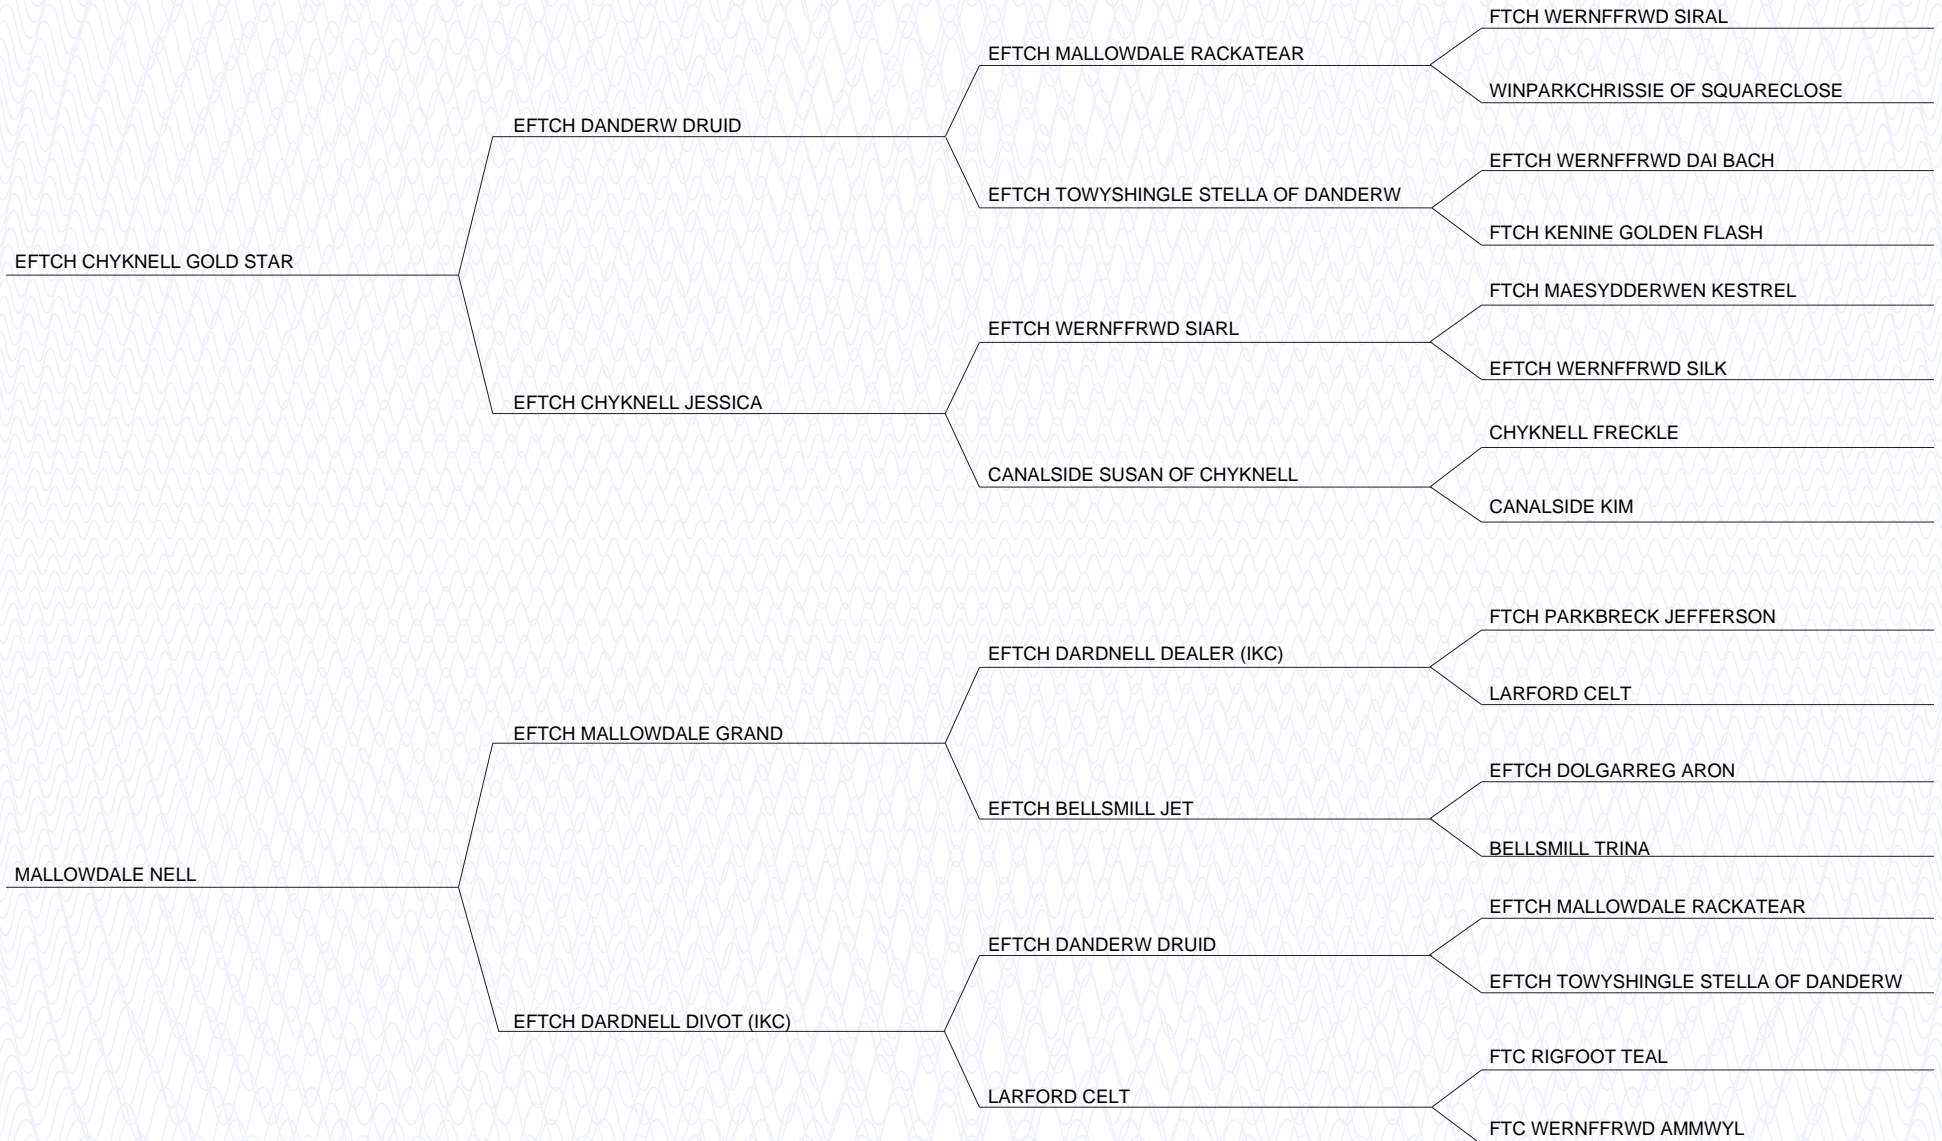 FTCH WERNFFRWD SIRAL
EFTCH MALLOWDALE RACKATEAR
WINPARKCHRISSIE OF SQUARECLOSE
EFTCH DANDERW DRUID
EFTCH WERNFFRWD DAI BACH
EFTCH TOWYSHINGLE STELLA OF DANDERW
FTCH KENINE GOLDEN FLASH
EFTCH CHYKNELL GOLD STAR
FTCH MAESYDDERWEN KESTREL
EFTCH WERNFFRWD SIARL
EFTCH WERNFFRWD SILK
EFTCH CHYKNELL JESSICA
CHYKNELL FRECKLE
CANALSIDE SUSAN OF CHYKNELL
CANALSIDE KIM
FTCH PARKBRECK JEFFERSON
EFTCH DARDNELL DEALER (IKC)
LARFORD CELT
EFTCH MALLOWDALE GRAND
EFTCH DOLGARREG ARON
EFTCH BELLSMILL JET
BELLSMILL TRINA
MALLOWDALE NELL
EFTCH MALLOWDALE RACKATEAR
EFTCH DANDERW DRUID
EFTCH TOWYSHINGLE STELLA OF DANDERW
EFTCH DARDNELL DIVOT (IKC)
FTC RIGFOOT TEAL
LARFORD CELT
FTC WERNFFRWD AMMWYL